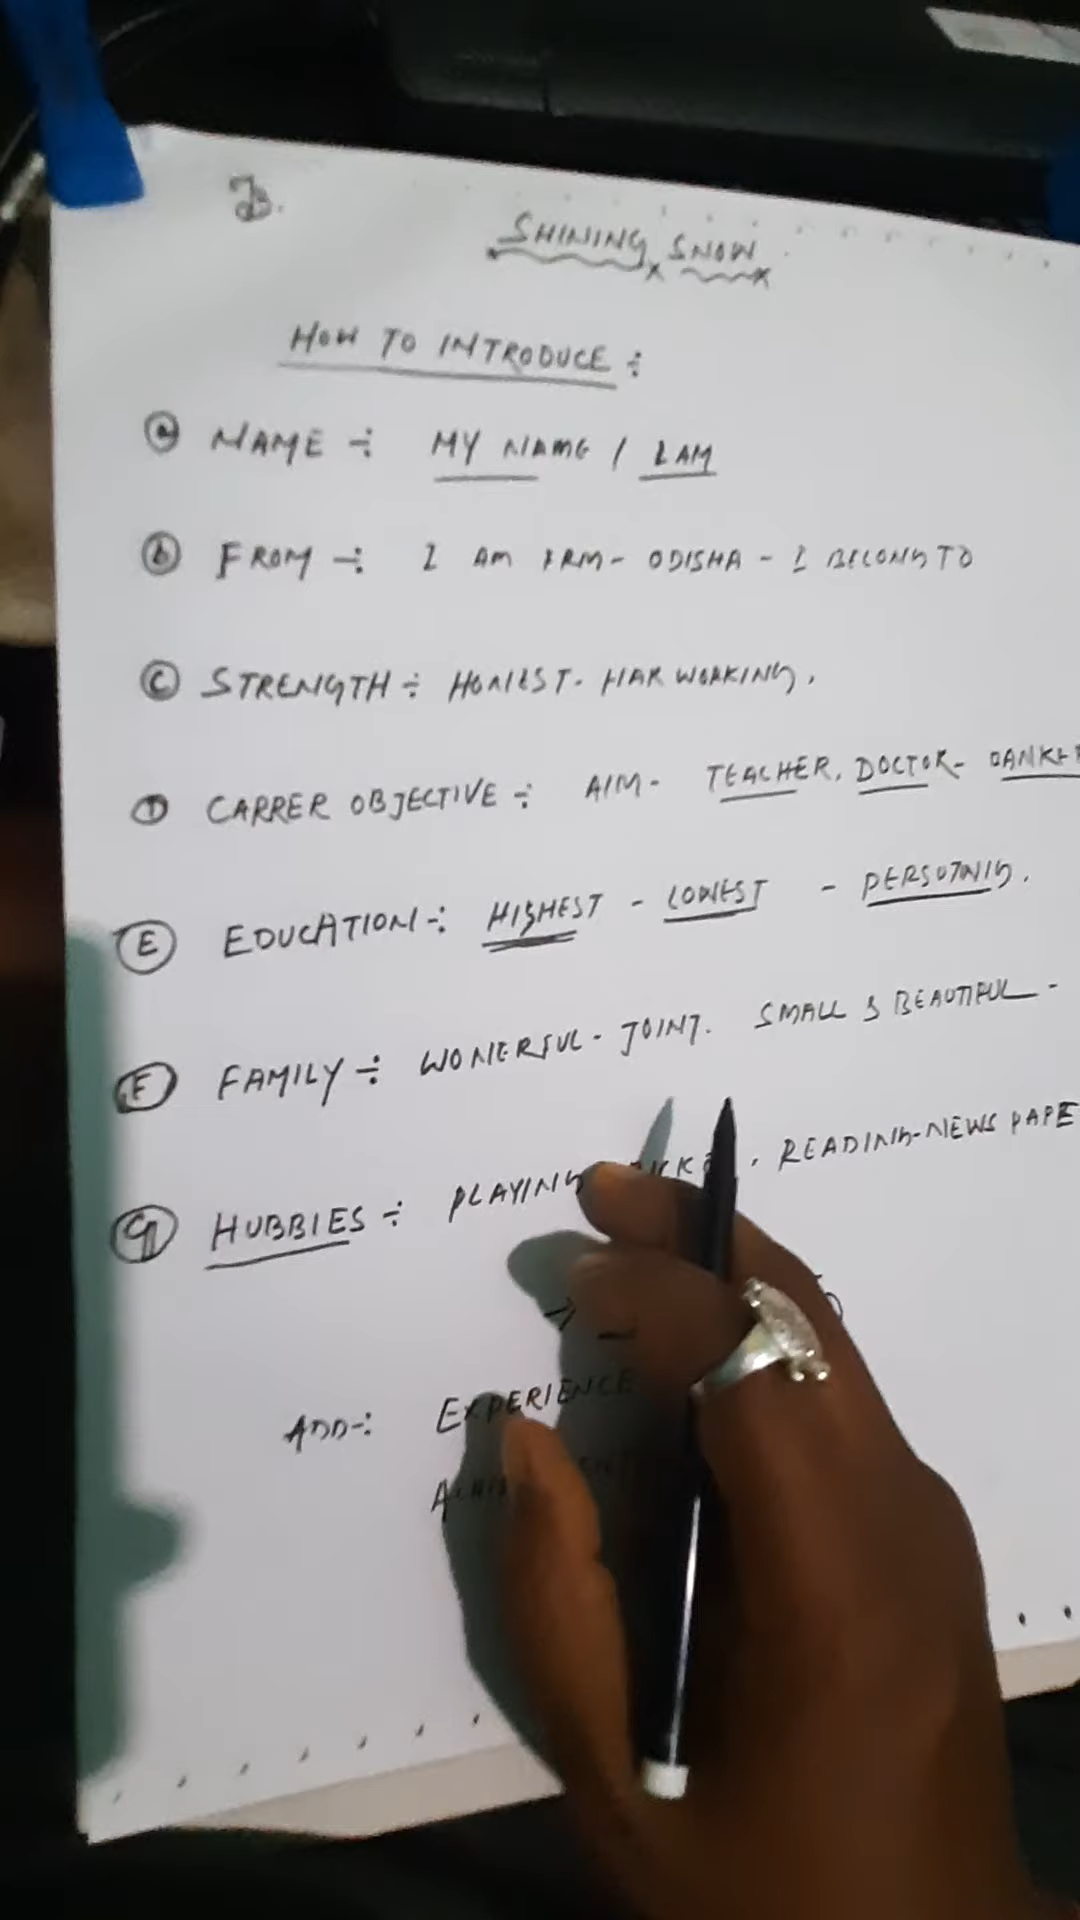 SHINING SNOW
HOW TO INTRODUCE :
(a) NAME : MY NAME / I AM
(b) FROM : I AM FRM - ODISHA - I BELONG TO
(C) STRENGTH : HONEST - HAR WORKING.
(D) CARRER OBJECTIVE : AIM - TEACHER, DOCTOR -
(E) EDUCATION : HIGHEST - LOWEST -
(F) FAMILY : WONERFUL - JOINT. SMALL & BEAUTIFUL -
(G) HUBBIES : PLAYING , READING - NEWS PAPE
ADD : EXPERIENCE